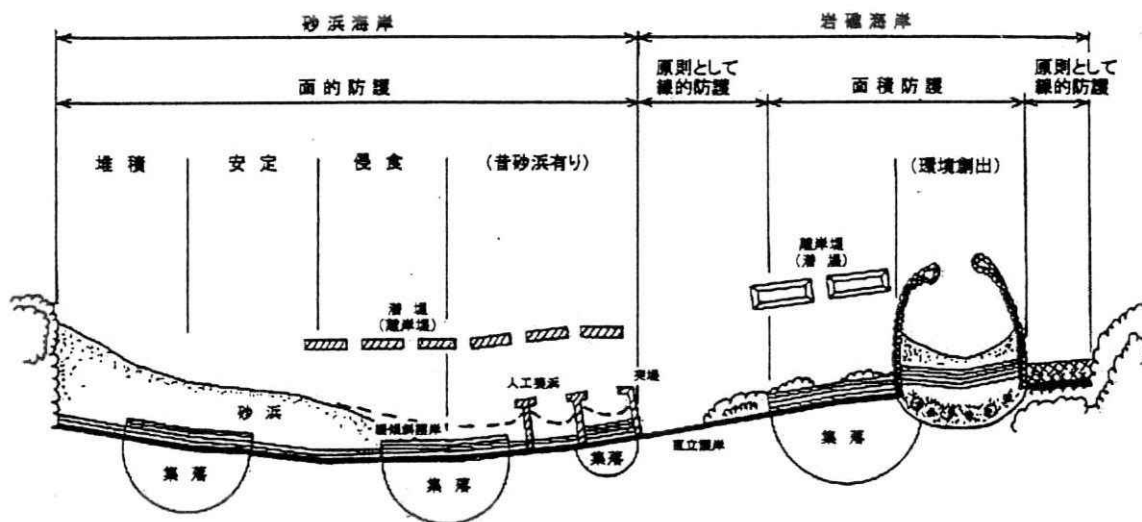 砂浜海岸
岩礁海岸
面的防護
原則として
線的防護
面積防護
原則として
線的防護
堆積
安定
侵食
(昔砂浜有り)
(環境創出)
離岸堤
(潜堤)
潜堤
(離岸堤)
人工養浜
突堤
砂浜
緩傾斜護岸
直立護岸
集落
集落
集落
集落